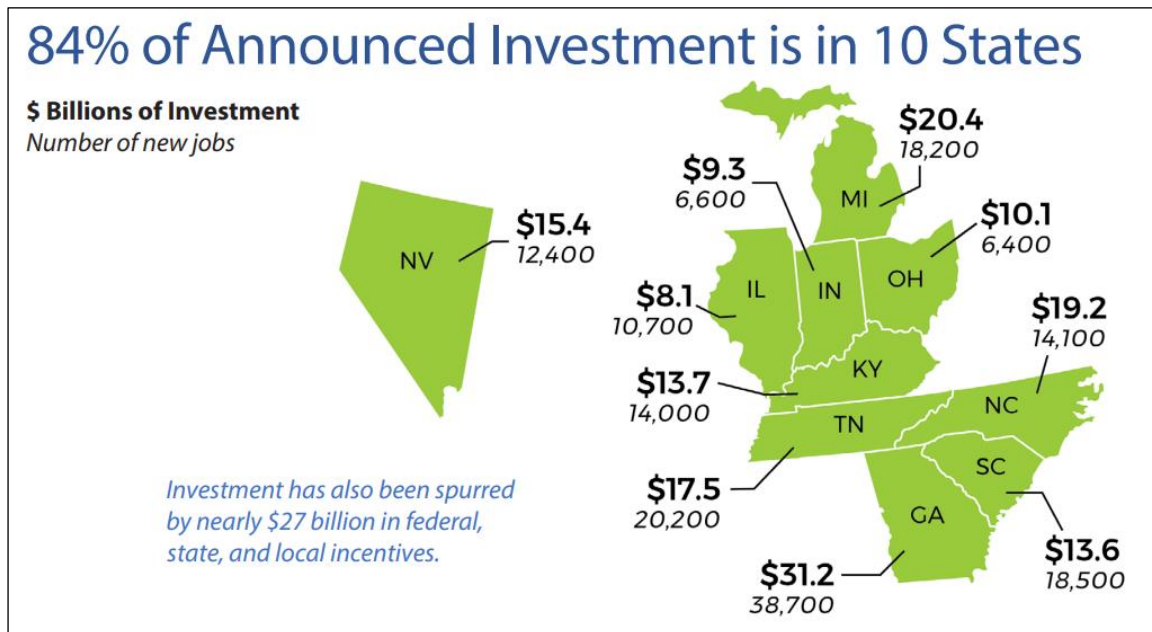 84% of Announced Investment is in 10 States
$ Billions of Investment
Number of new jobs
NV
$15.4
12,400
MI
$20.4
18,200
$9.3
6,600
IN
$10.1
6,400
OH
IL
$8.1
10,700
$19.2
14,100
NC
KY
$13.7
14,000
TN
$17.5
20,200
SC
$13.6
18,500
GA
$31.2
38,700
Investment has also been spurred
by nearly $27 billion in federal,
state, and local incentives.